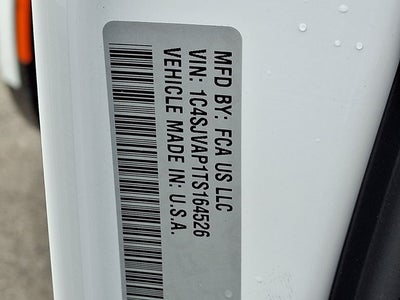 MFD BY: FCA US LLC
VIN: 1C4SJVAP1TS164526
VEHICLE MADE IN: U.S.A.